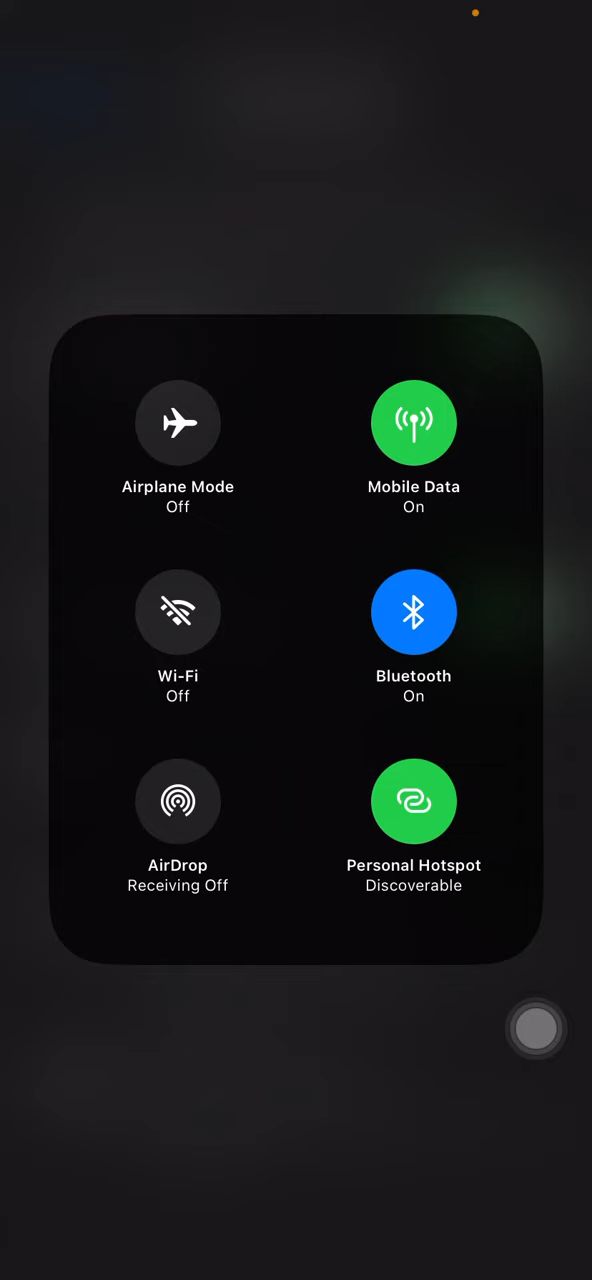 Airplane Mode
Off
Mobile Data
On
Wi-Fi
Off
Bluetooth
On
AirDrop
Receiving Off
Personal Hotspot
Discoverable